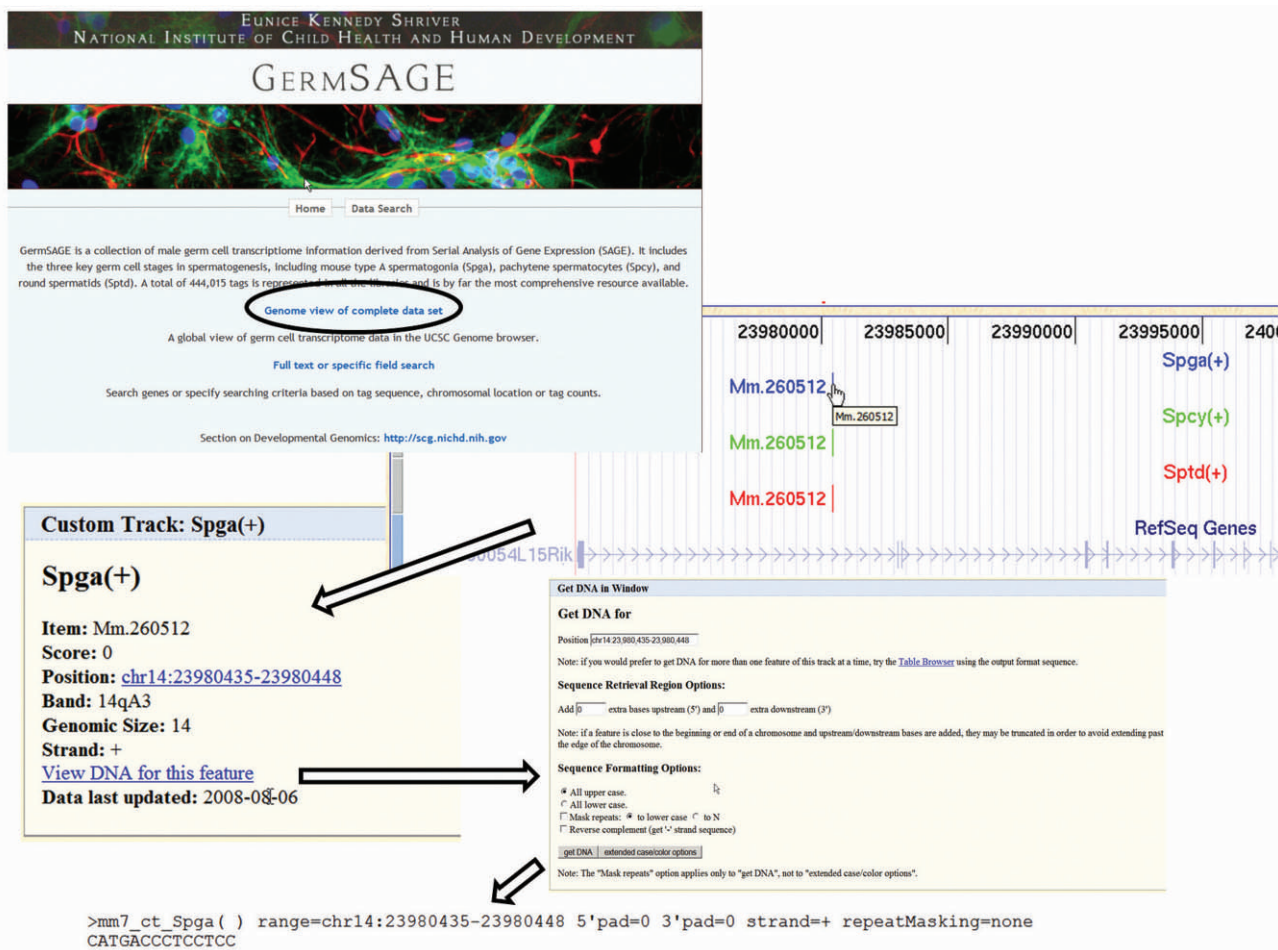 EUNICE KENNEDY SHRIVER
NATIONAL INSTITUTE OF CHILD HEALTH AND HUMAN DEVELOPMENT
GERMSAGE
Home Data Search
GermSAGE is a collection of male germ cell transcriptiome information derived from Serial Analysis of Gene Expression (SAGE). It includes
the three key germ cell stages in spermatogenesis, including mouse type A spermatogonia (Spga), pachytene spermatocytes (Spcy), and
round spermatids (Sptd). A total of 444,015 tags is represented in all the libraries and is by far the most comprehensive resource available.
Genome view of complete data set
A global view of germ cell transcriptome data in the UCSC Genome browser.
Full text or specific field search
Search genes or specify searching criteria based on tag sequence, chromosomal location or tag counts.
Section on Developmental Genomics: http://scg.nichd.nih.gov
23980000| 23985000| 23990000| 23995000| 240
Spga(+)
Mm.260512
Mm.260512
Spcy(+)
Mm.260512
Sptd(+)
Mm.260512
RefSeq Genes
0054L15Rik
Custom Track: Spga(+)
Spga(+)
Item: Mm.260512
Score: 0
Position: chr14:23980435-23980448
Band: 14qA3
Genomic Size: 14
Strand: +
View DNA for this feature
Data last updated: 2008-08-06
Get DNA in Window
Get DNA for
Position chr14:23,980,435-23,980,448
Note: if you would prefer to get DNA for more than one feature of this track at a time, try the Table Browser using the output format sequence.
Sequence Retrieval Region Options:
Add 0 extra bases upstream (5') and 0 extra downstream (3')
Note: if a feature is close to the beginning or end of a chromosome and upstream/downstream bases are added, they may be truncated in order to avoid extending past
the edge of the chromosome.
Sequence Formatting Options:
All upper case.
All lower case.
Mask repeats: to lower case to N
Reverse complement (get '-' strand sequence)
get DNA extended case/color options
Note: The "Mask repeats" option applies only to "get DNA", not to "extended case/color options".
>mm7_ct_Spga( ) range=chr14:23980435-23980448 5'pad=0 3'pad=0 strand=+ repeatMasking=none
CATGACCCTCCTCC